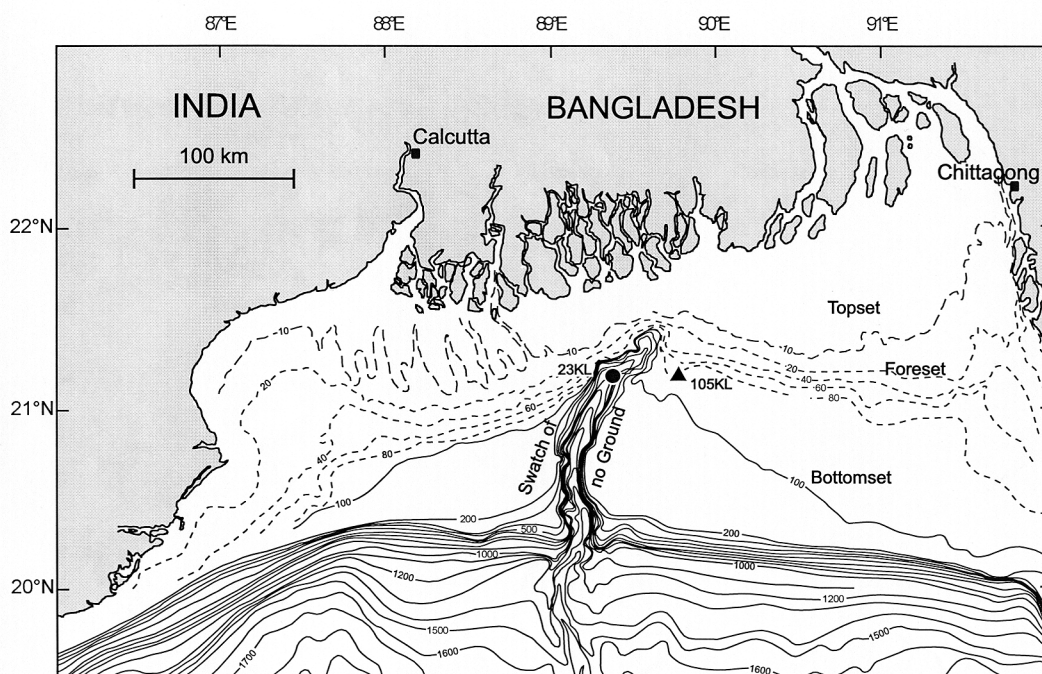 87°E
88°E
89°E
90°E
91°E
INDIA
BANGLADESH
Calcutta
100 km
Chittagong
22°N
Topset
10
10
10
23KL
105KL
20
40
60
80
Foreset
20
60
21°N
40
80
Swatch of
no Ground
100
Bottomset
100
200
500
200
1000
1000
1200
20°N
1200
1500
1500
1600
1700
1600